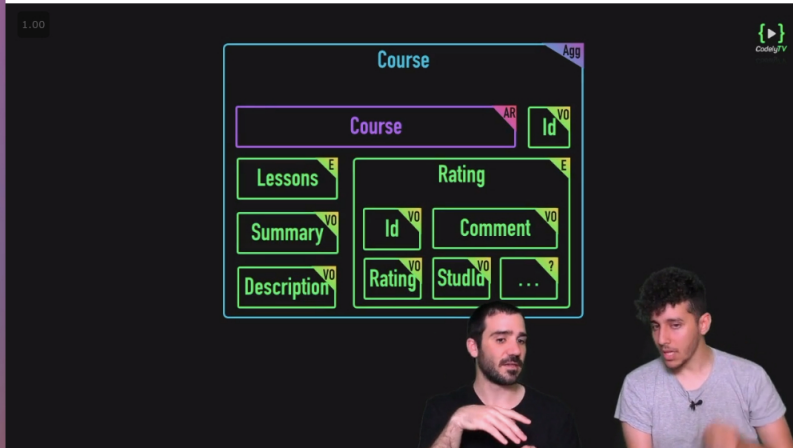 1.00
{▶}
CodelyTV
Course
Agg
Course
AR
Id
VO
Lessons
E
Rating
E
Summary
VO
Id
VO
Comment
VO
Description
VO
Rating
VO
StudId
VO
...
?